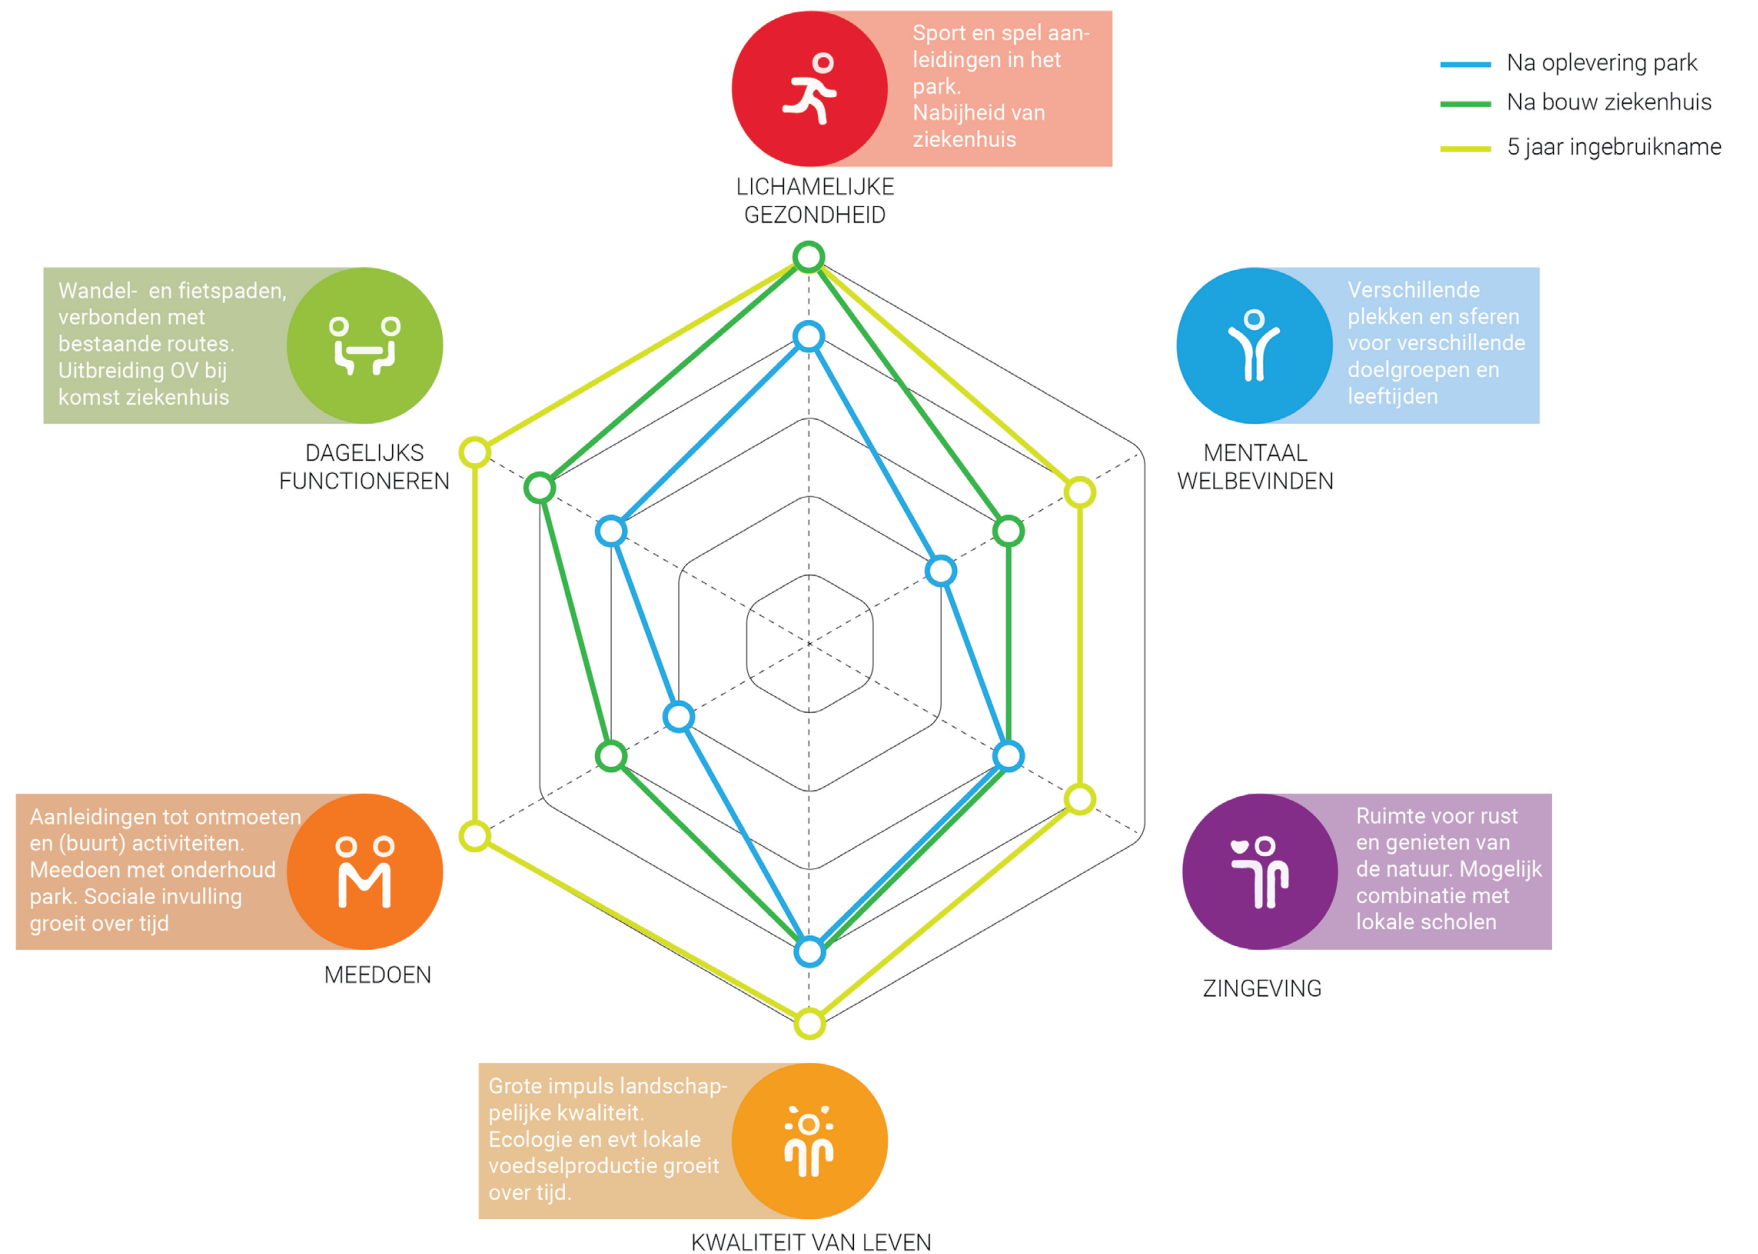 Sport en spel aan-
leidingen in het
park.
Nabijheid van
ziekenhuis
LICHAMELIJKE
GEZONDHEID
Na oplevering park
Na bouw ziekenhuis
5 jaar ingebruikname
Wandel- en fietspaden,
verbonden met
bestaande routes.
Uitbreiding OV bij
komst ziekenhuis
DAGELIJKS
FUNCTIONEREN
Verschillende
plekken en sferen
voor verschillende
doelgroepen en
leeftijden
MENTAAL
WELBEVINDEN
Aanleidingen tot ontmoeten
en (buurt) activiteiten.
Meedoen met onderhoud
park. Sociale invulling
groeit over tijd
MEEDOEN
Ruimte voor rust
en genieten van
de natuur. Mogelijk
combinatie met
lokale scholen
ZINGEVING
Grote impuls landschap-
pelijke kwaliteit.
Ecologie en evt lokale
voedselproductie groeit
over tijd.
KWALITEIT VAN LEVEN